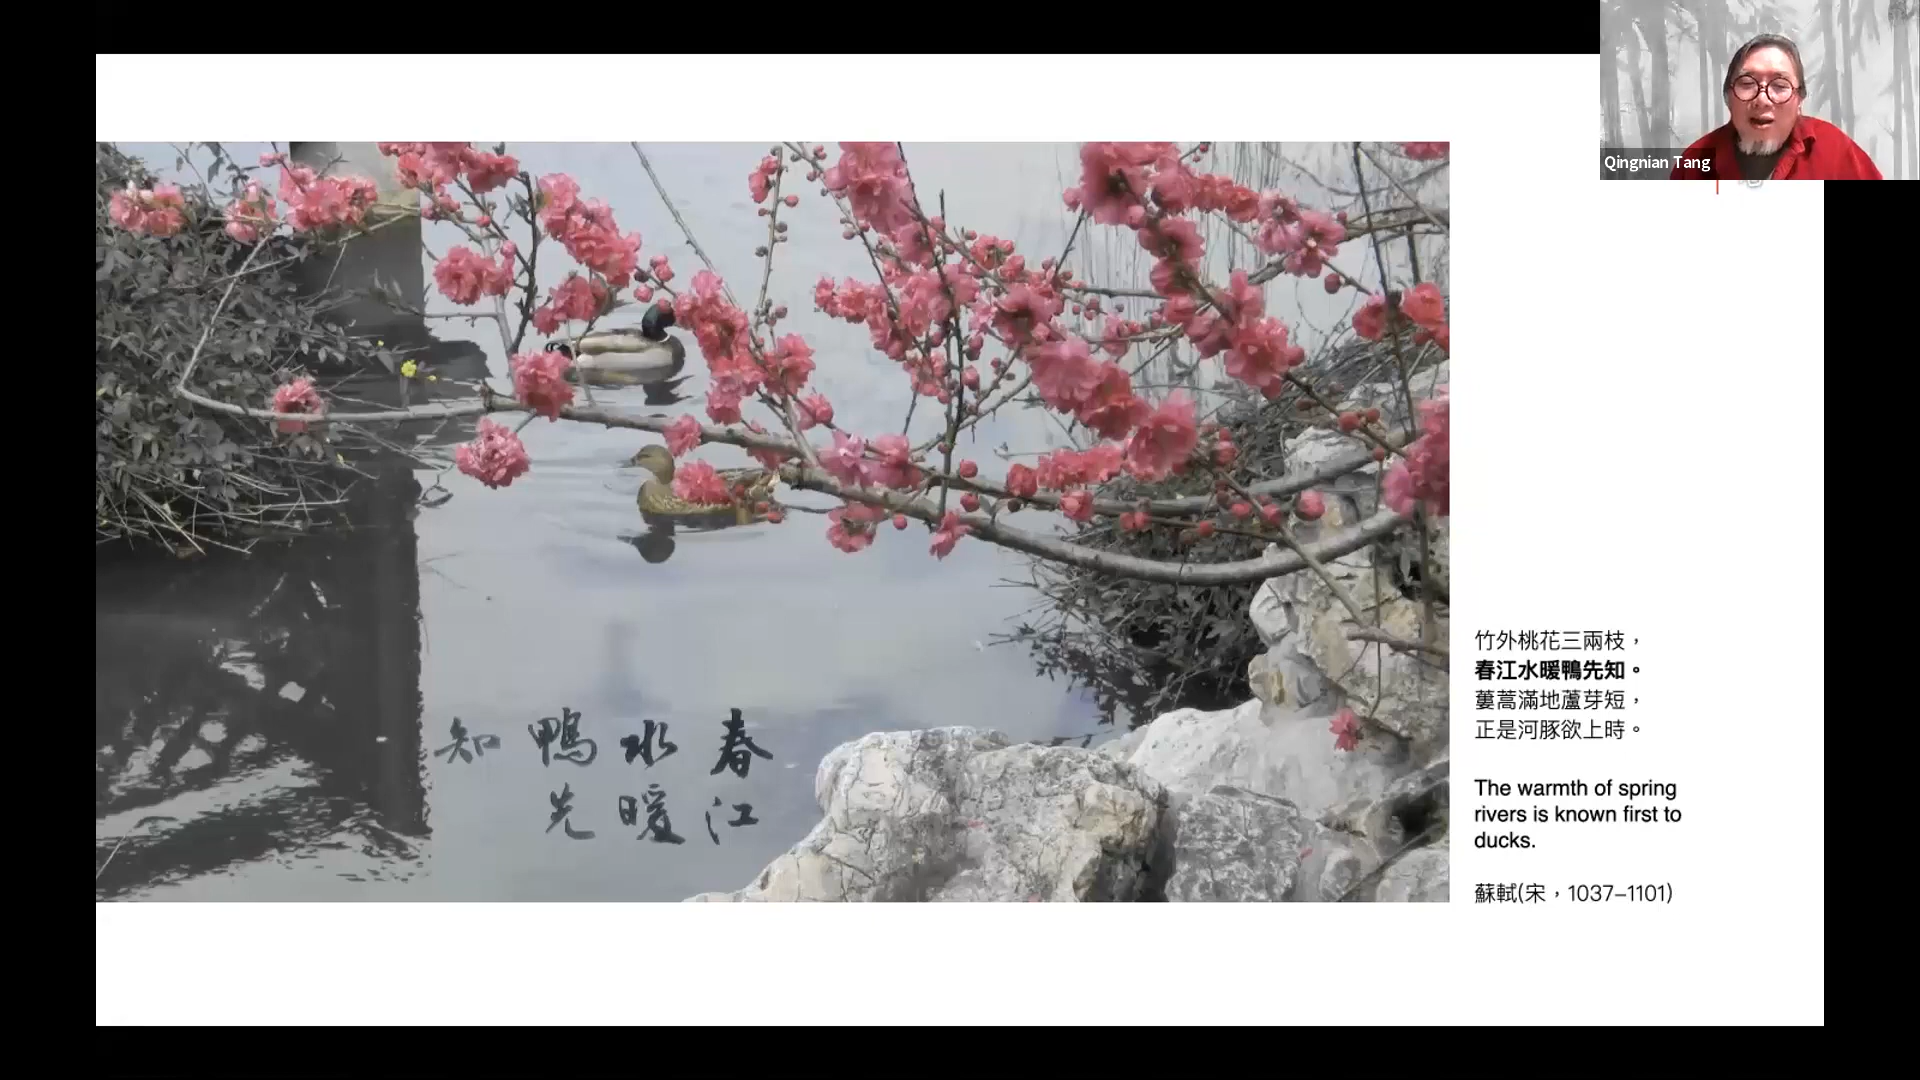 Qingnian Tang
春江
水暖
鴨先
知
竹外桃花三兩枝，
春江水暖鴨先知。
蔞蒿滿地蘆芽短，
正是河豚欲上時。
The warmth of spring
rivers is known first to
ducks.
蘇軾(宋，1037–1101)